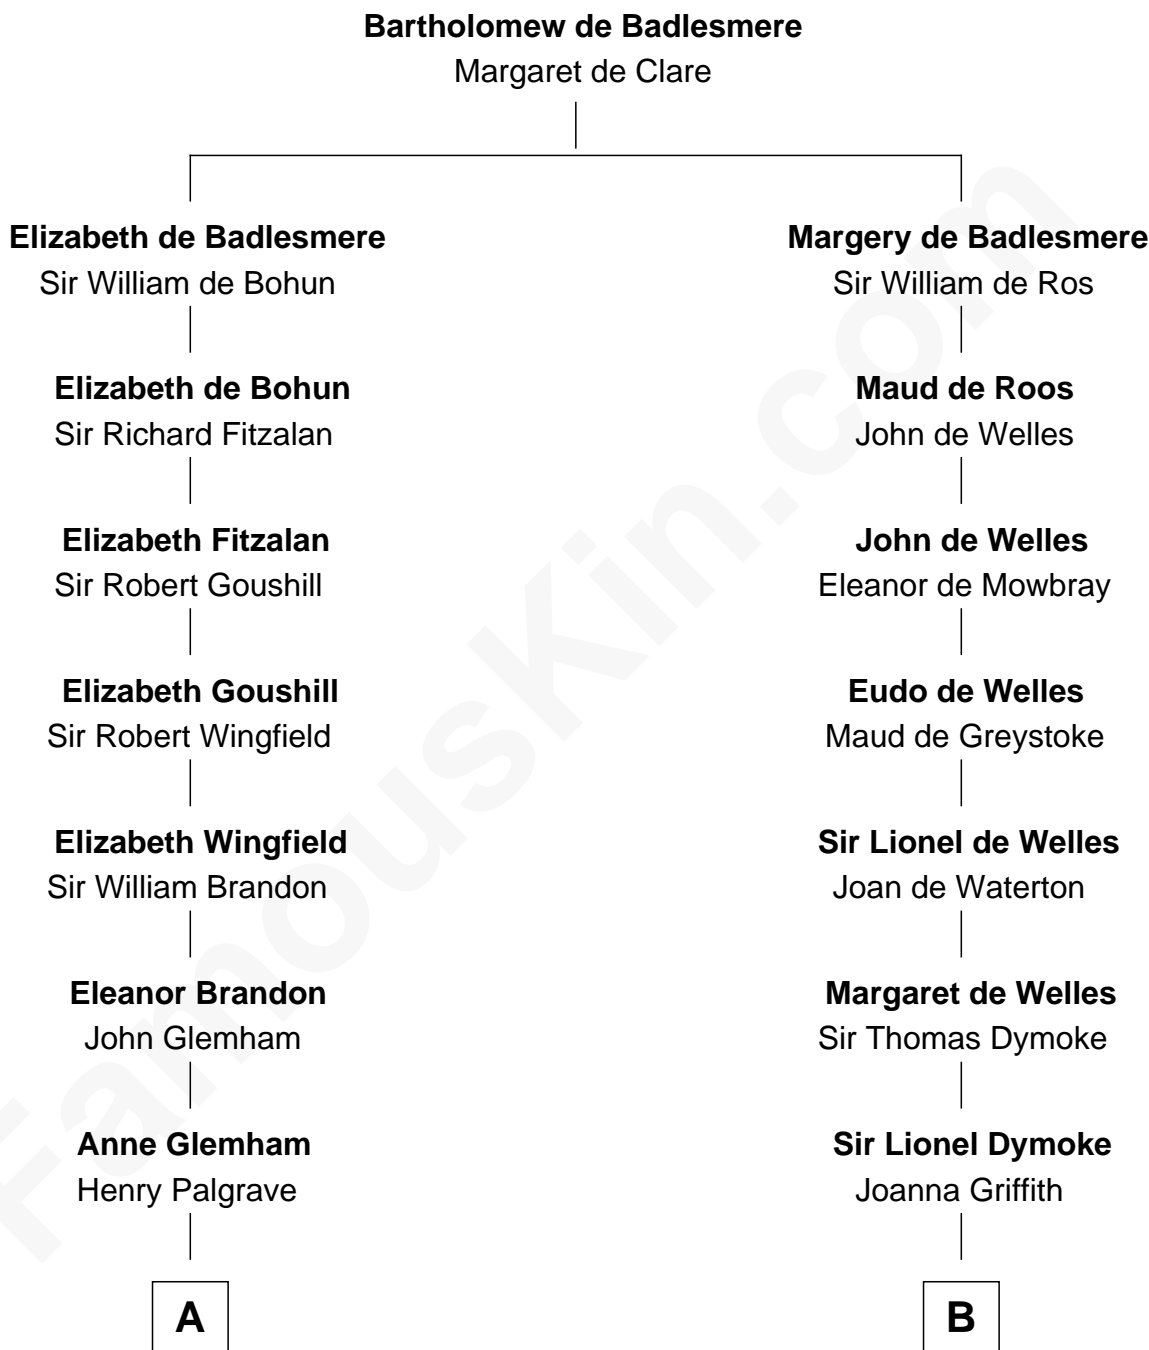 Bartholomew de Badlesmere
Margaret de Clare
Elizabeth de Badlesmere
Sir William de Bohun
Margery de Badlesmere
Sir William de Ros
Elizabeth de Bohun
Sir Richard Fitzalan
Maud de Roos
John de Welles
Elizabeth Fitzalan
Sir Robert Goushill
John de Welles
Eleanor de Mowbray
Elizabeth Goushill
Sir Robert Wingfield
Eudo de Welles
Maud de Greystoke
Elizabeth Wingfield
Sir William Brandon
Sir Lionel de Welles
Joan de Waterton
Eleanor Brandon
John Glemham
Margaret de Welles
Sir Thomas Dymoke
Anne Glemham
Henry Palgrave
Sir Lionel Dymoke
Joanna Griffith
A
B
FamousKin.com